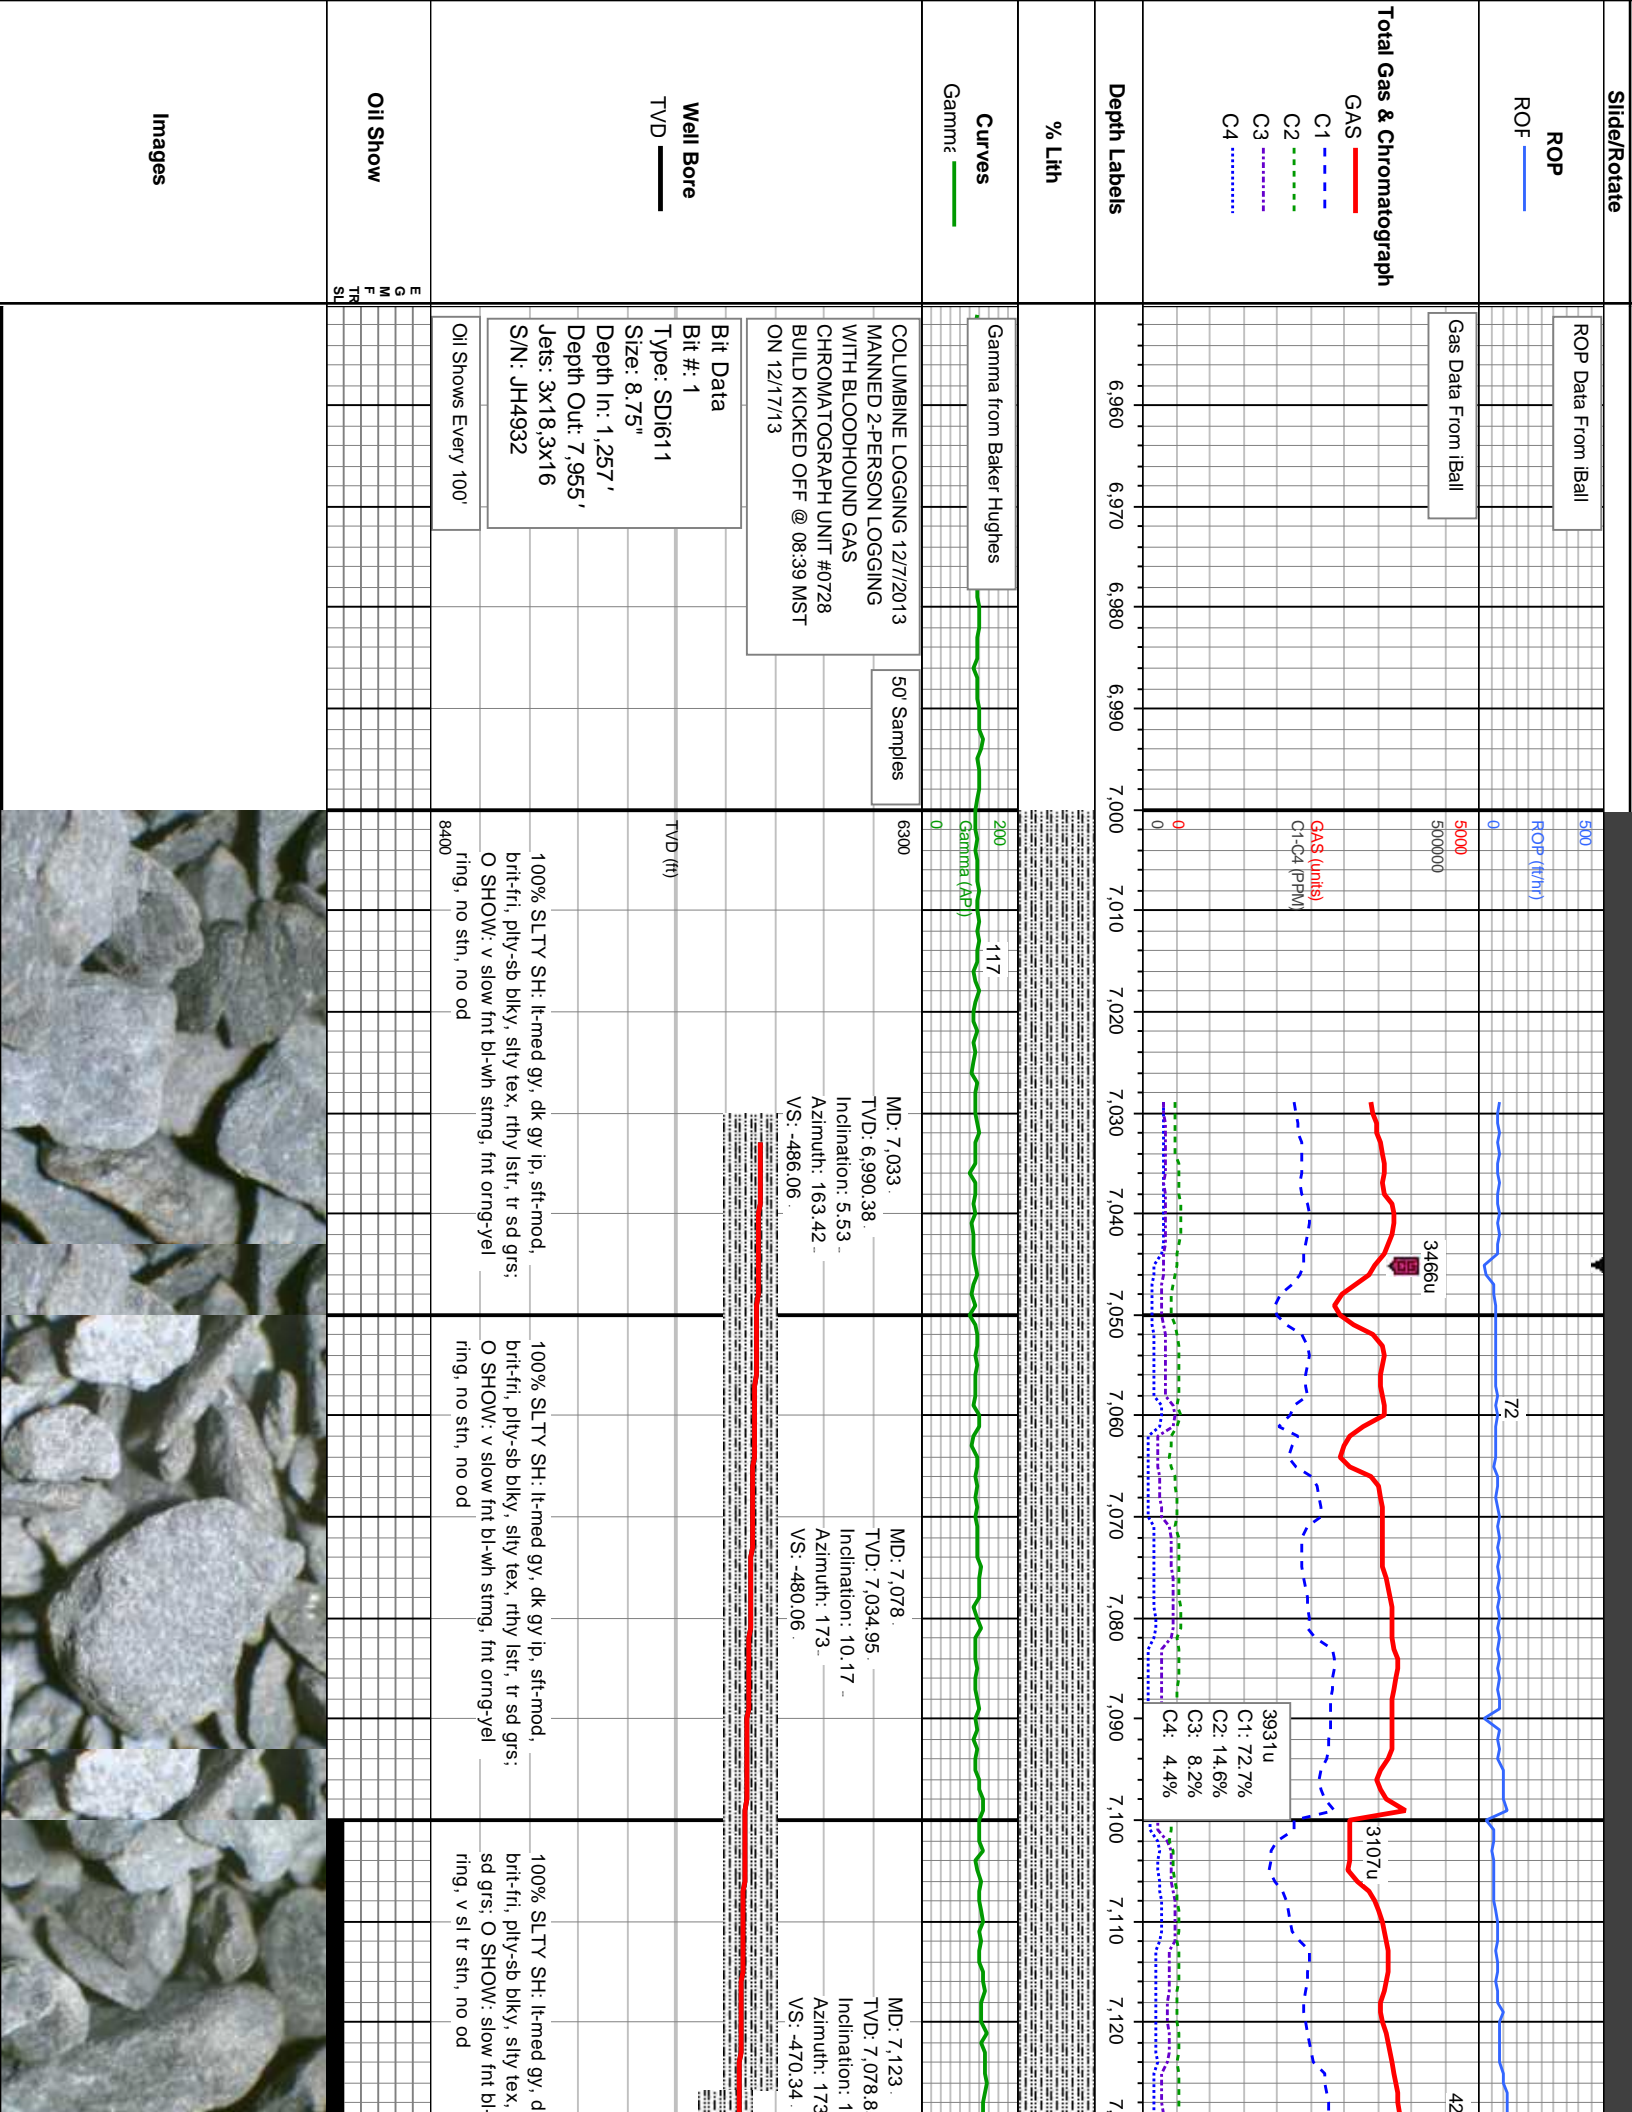 Slide/Rotate
ROP
ROP Data From iBall
500
ROP (ft/hr)
0
72
Total Gas & Chromatograph
GAS
C1
C2
C3
C4
Gas Data From iBall
5000
500000
GAS (units)
C1-C4 (PPM)
0
0
3466u
3931u
C1: 72.7%
C2: 14.6%
C3: 8.2%
C4: 4.4%
3107u
42
Depth Labels
6,960
6,970
6,980
6,990
7,000
7,010
7,020
7,030
7,040
7,050
7,060
7,070
7,080
7,090
7,100
7,110
7,120
% Lith
Curves
Gamma from Baker Hughes
200
Gamma (API)
0
117
Well Bore
TVD
COLUMBINE LOGGING 12/7/2013
MANNED 2-PERSON LOGGING
WITH BLOODHOUND GAS
CHROMATOGRAPH UNIT #0728
BUILD KICKED OFF @ 08:39 MST
ON 12/17/13
50' Samples
Bit Data
Bit #: 1
Type: SDi611
Size: 8.75"
Depth In: 1,257'
Depth Out: 7,955'
Jets: 3x18,3x16
S/N: JH4932
6300
TVD (ft)
8400
MD: 7,033
TVD: 6,990.38
Inclination: 5.53
Azimuth: 163.42
VS: -486.06
MD: 7,078
TVD: 7,034.95
Inclination: 10.17
Azimuth: 173
VS: -480.06
MD: 7,123
TVD: 7,078.8
Inclination: 1
Azimuth: 173
VS: -470.34
100% SLTY SH: lt-med gy, dk gy ip, sft-mod,
brit-fri, plty-sb blky, slty tex, rthy lstr, tr sd grs;
O SHOW: v slow fnt bl-wh stmg, fnt orng-yel
ring, no stn, no od
100% SLTY SH: lt-med gy, dk gy ip, sft-mod,
brit-fri, plty-sb blky, slty tex, rthy lstr, tr sd grs;
O SHOW: v slow fnt bl-wh stmg, fnt orng-yel
ring, no stn, no od
100% SLTY SH: lt-med gy, d
brit-fri, plty-sb blky, slty tex,
sd grs; O SHOW: slow fnt bl-
ring, v sl tr stn, no od
Oil Shows Every 100'
Oil Show
E
G
M
F
TR
SL
Images